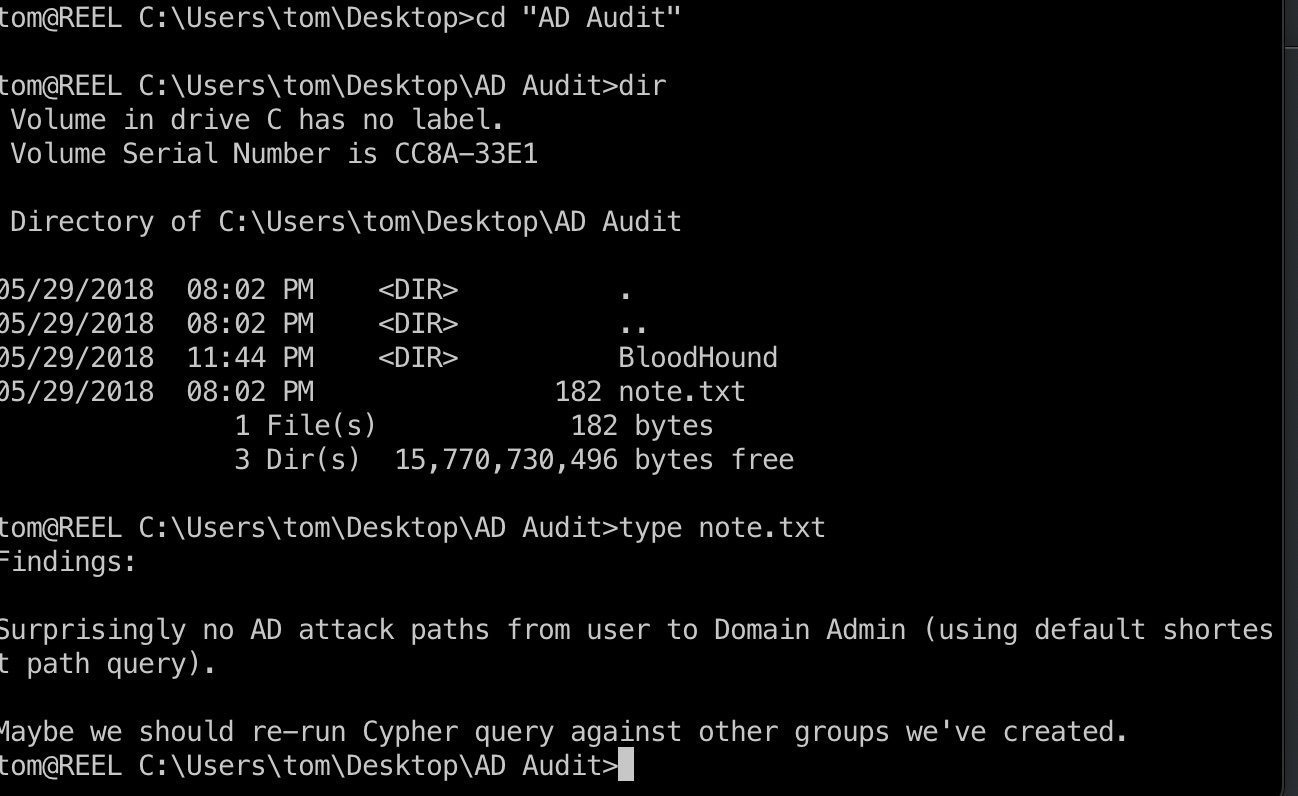 tom@REEL C:\Users\tom\Desktop>cd "AD Audit"
tom@REEL C:\Users\tom\Desktop\AD Audit>dir
Volume in drive C has no label.
Volume Serial Number is CC8A-33E1
Directory of C:\Users\tom\Desktop\AD Audit
05/29/2018  08:02 PM    <DIR>          .
05/29/2018  08:02 PM    <DIR>          ..
05/29/2018  11:44 PM    <DIR>          BloodHound
05/29/2018  08:02 PM               182 note.txt
1 File(s)            182 bytes
3 Dir(s)  15,770,730,496 bytes free
tom@REEL C:\Users\tom\Desktop\AD Audit>type note.txt
Findings:
Surprisingly no AD attack paths from user to Domain Admin (using default shortes
t path query).
Maybe we should re-run Cypher query against other groups we've created.
tom@REEL C:\Users\tom\Desktop\AD Audit>